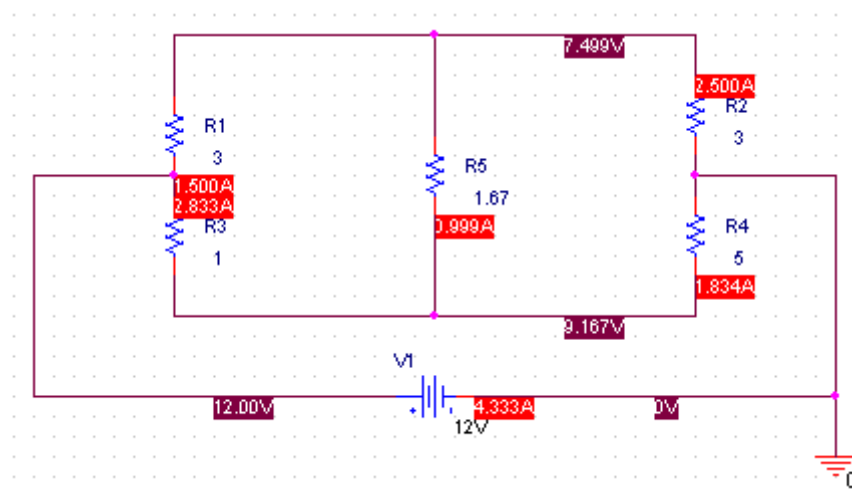 7.499V
2.500A
R1
3
R2
3
R5
1.67
1.500A
2.833A
R3
1
0.999A
R4
5
1.834A
9.167V
V1
12.00V
4.333A
0V
12V
0